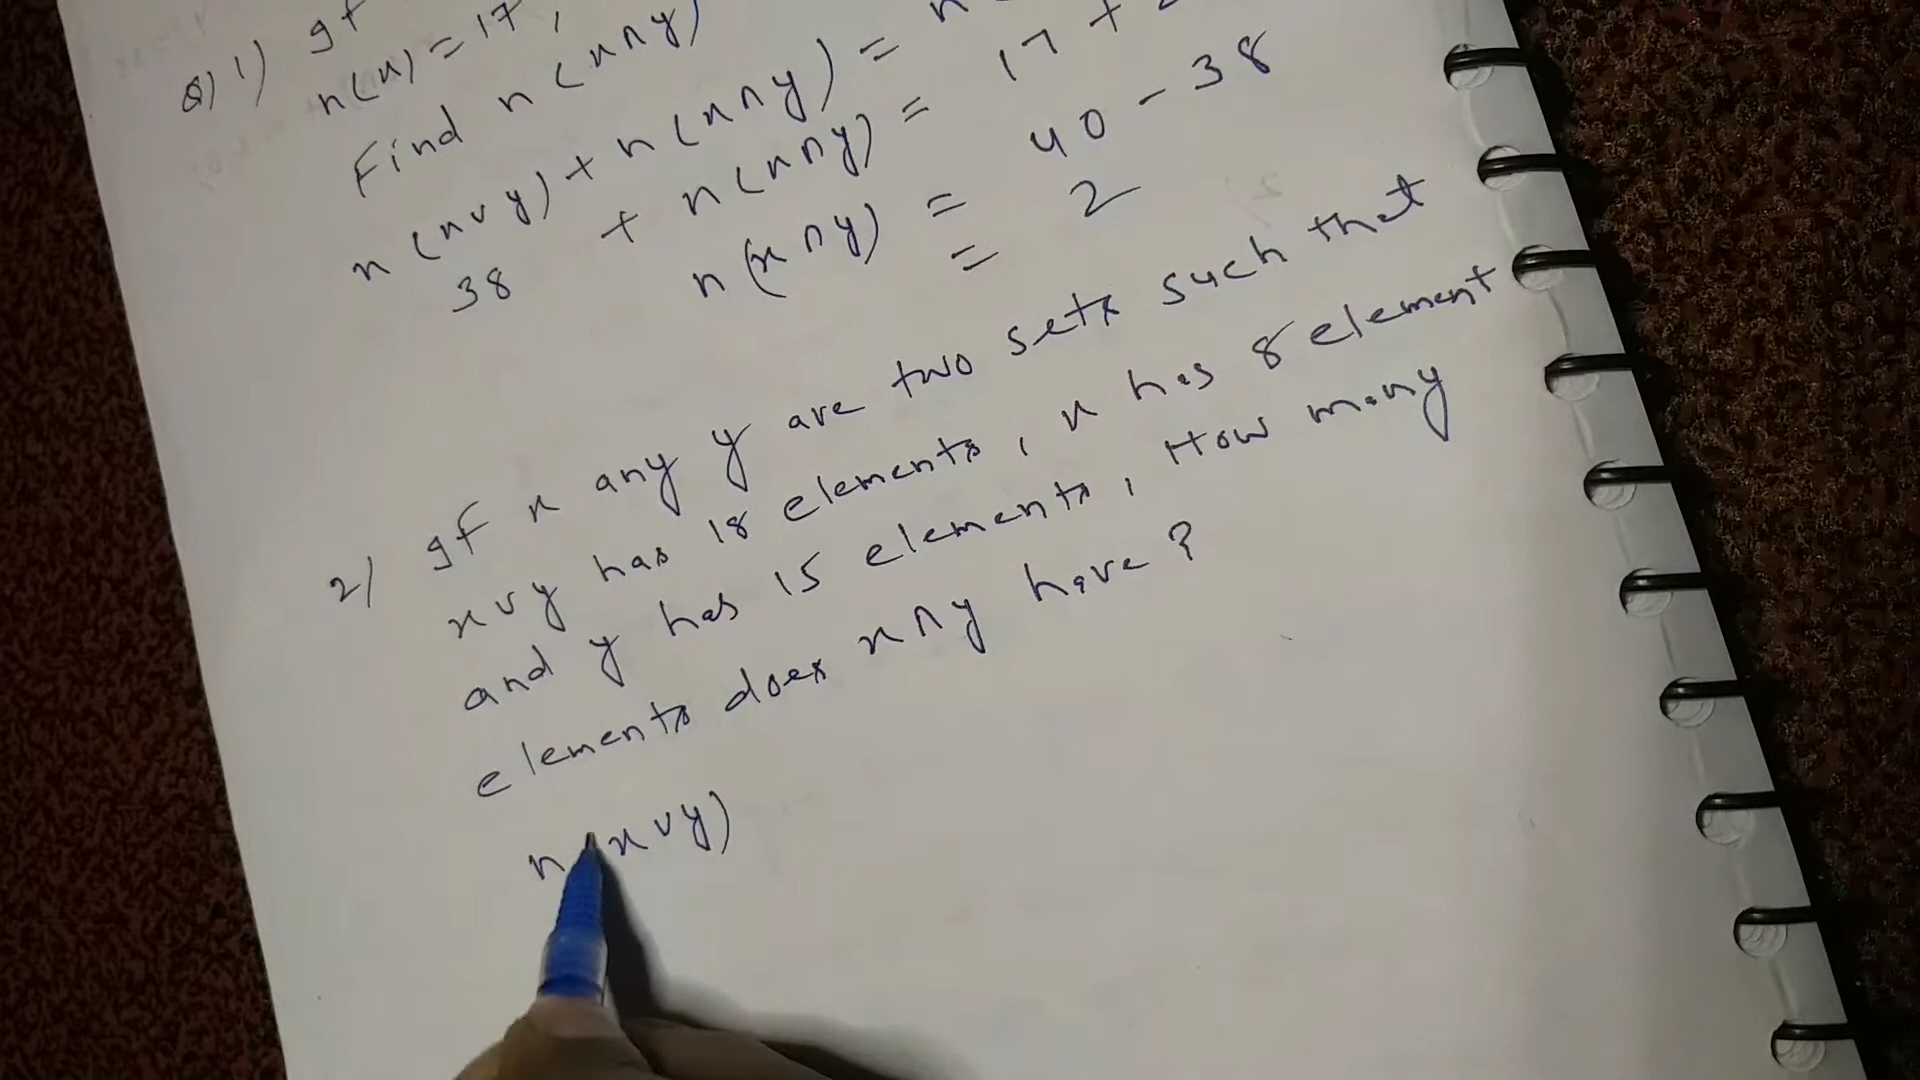 Q) 1) If
n(x) = 17,
Find n(x∩y)
n(x∪y) + n(x∩y) = n
38 + n(x∩y) = 17 +
n(x∩y) = 40 - 38
= 2
2) If x any y are two sets such that
x∪y has 18 elements, x has 8 element
and y has 15 elements, How many
elements does x∩y have?
n(x∪y)